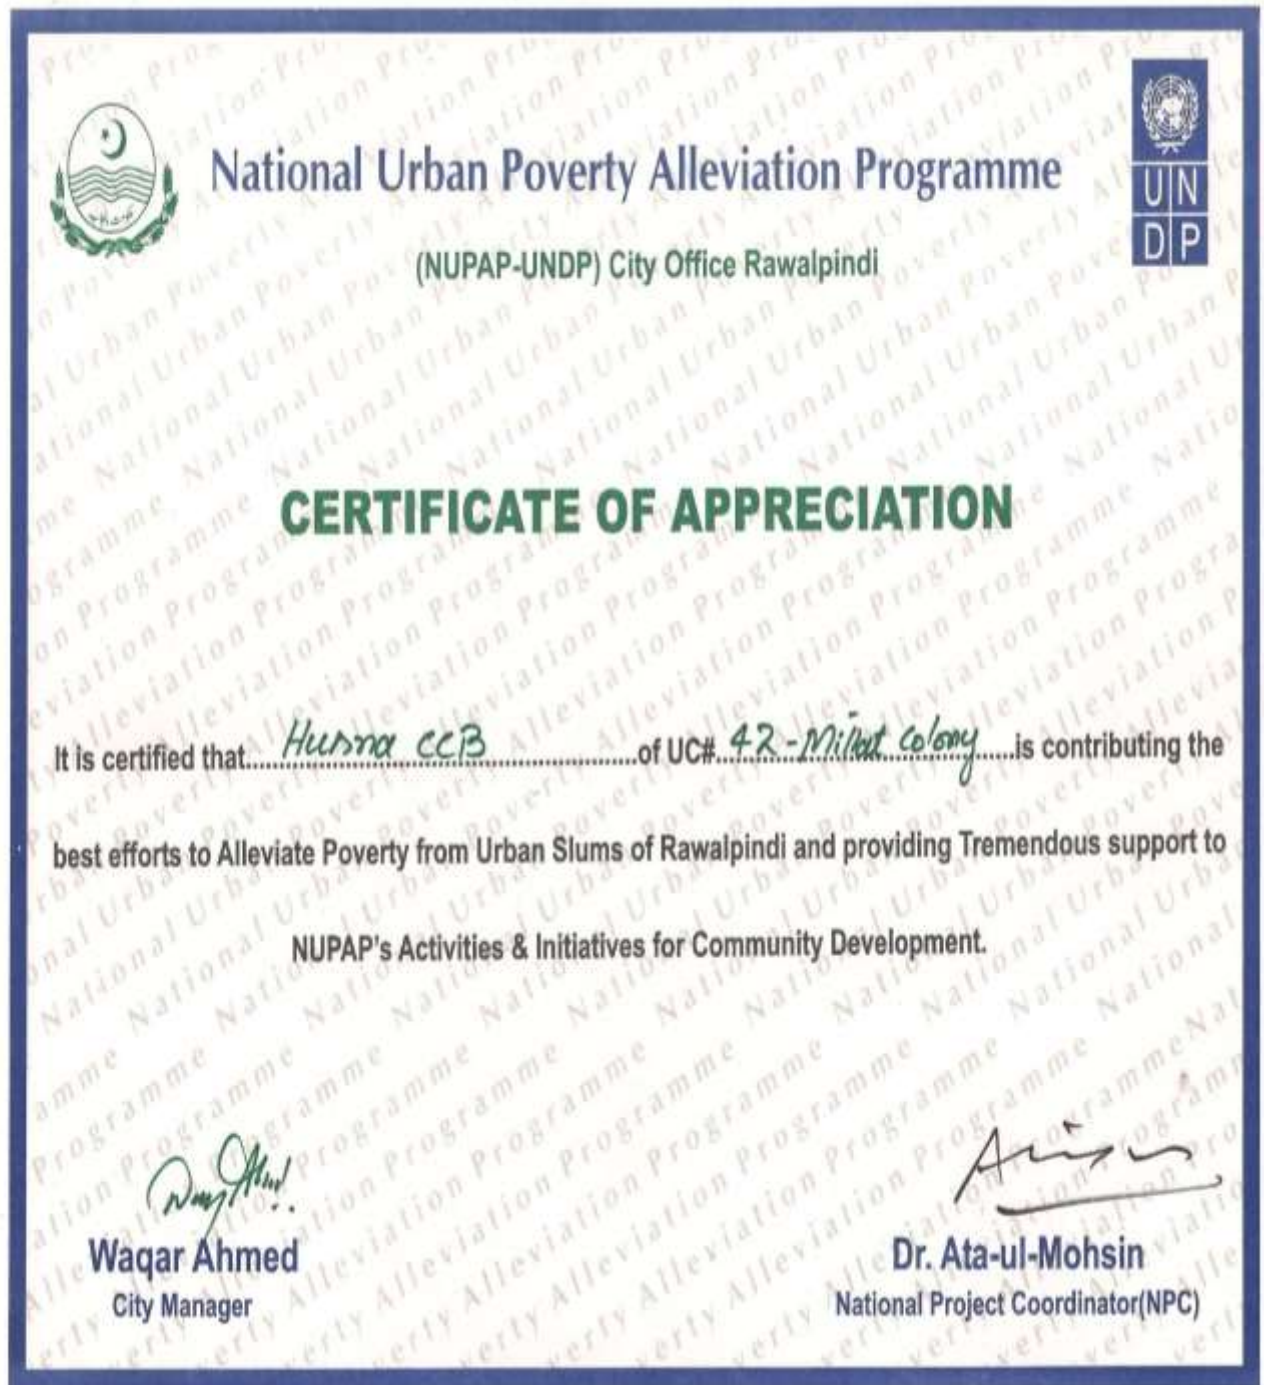 National Urban Poverty Alleviation Programme
UN
DP
(NUPAP-UNDP) City Office Rawalpindi
CERTIFICATE OF APPRECIATION
It is certified that Husna CCB of UC# 42-Millat Colony is contributing the
best efforts to Alleviate Poverty from Urban Slums of Rawalpindi and providing Tremendous support to
NUPAP's Activities & Initiatives for Community Development.
Waqar Ahmed
City Manager
Dr. Ata-ul-Mohsin
National Project Coordinator(NPC)